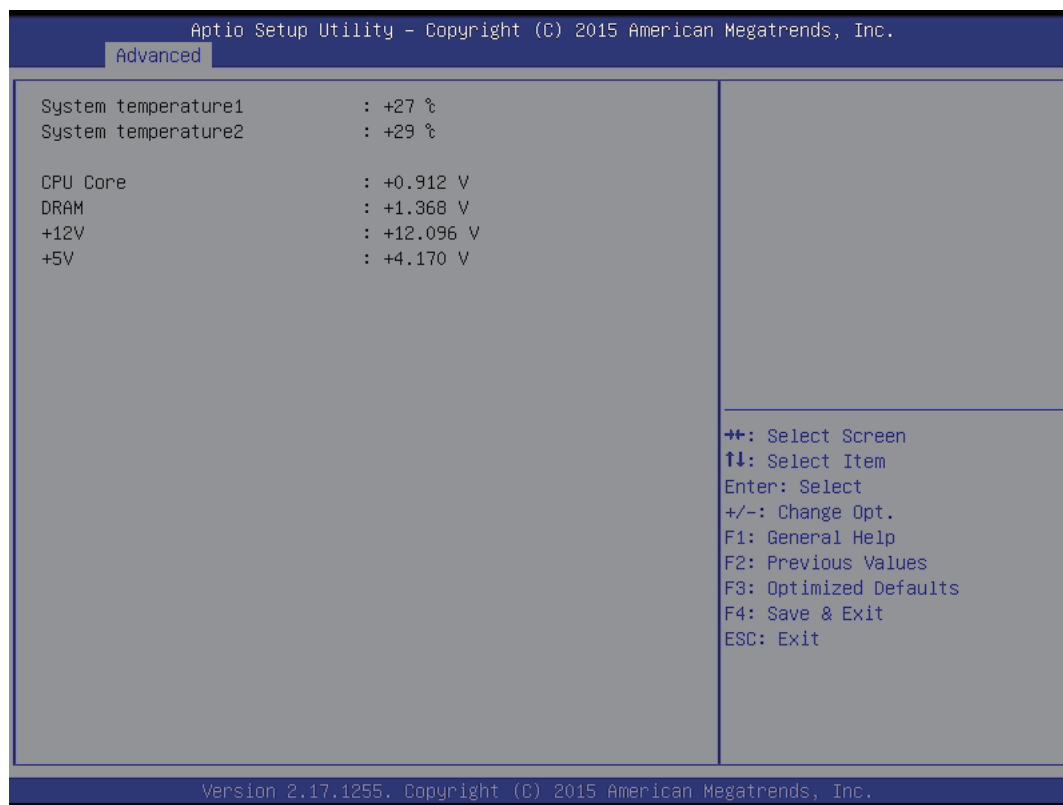 Aptio Setup Utility – Copyright (C) 2015 American Megatrends, Inc.
Advanced
System temperature1 : +27 ℃
System temperature2 : +29 ℃
CPU Core : +0.912 V
DRAM : +1.368 V
+12V : +12.096 V
+5V : +4.170 V
→←: Select Screen
↑↓: Select Item
Enter: Select
+/-: Change Opt.
F1: General Help
F2: Previous Values
F3: Optimized Defaults
F4: Save & Exit
ESC: Exit
Version 2.17.1255. Copyright (C) 2015 American Megatrends, Inc.